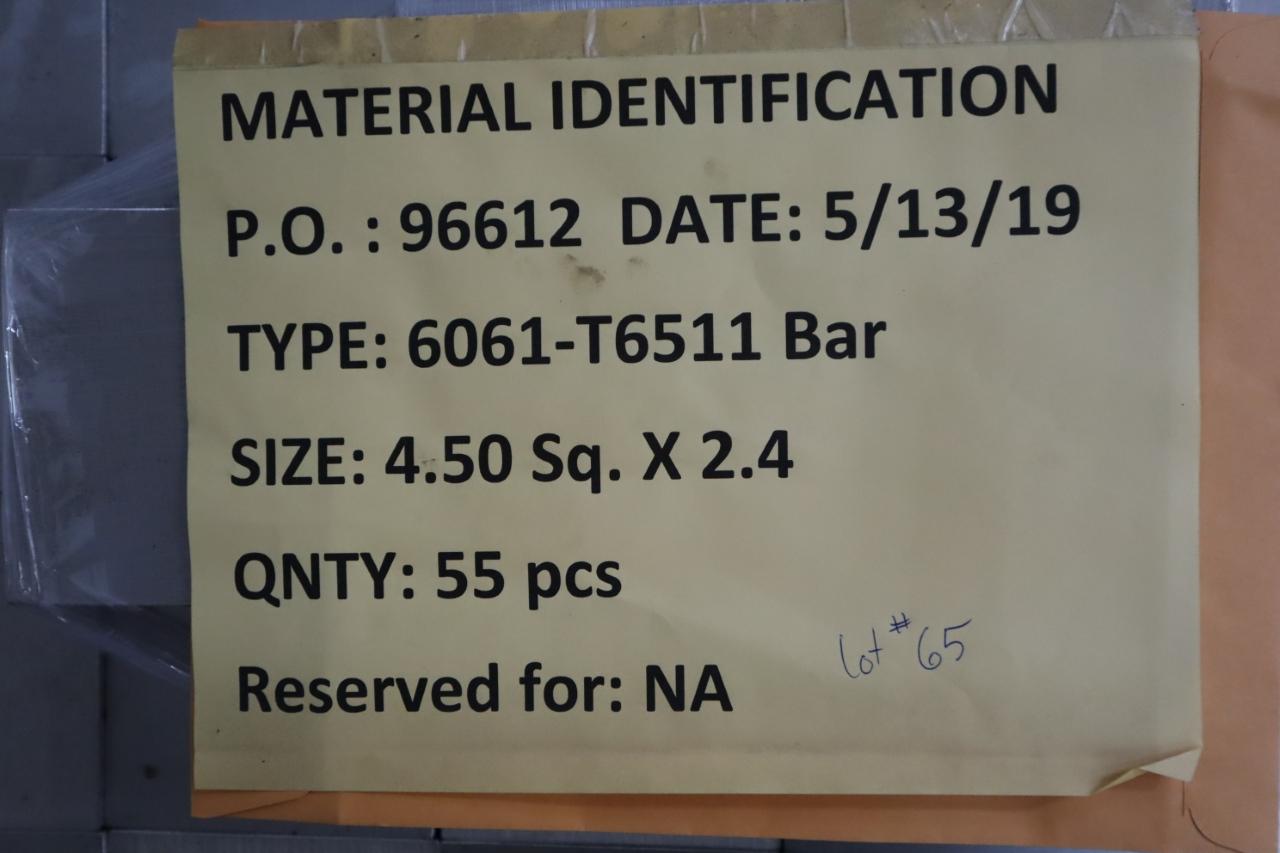 MATERIAL IDENTIFICATION
P.O. : 96612 DATE: 5/13/19
TYPE: 6061-T6511 Bar
SIZE: 4.50 Sq. X 2.4
QNTY: 55 pcs
lot # 65
Reserved for: NA